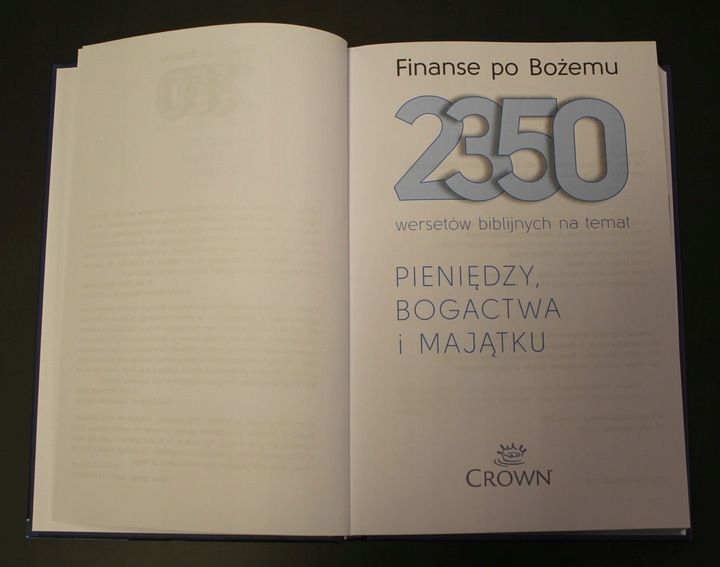 Finanse po Bożemu
2350
wersetów biblijnych na temat
PIENIĘDZY,
BOGACTWA
i MAJĄTKU
CROWN